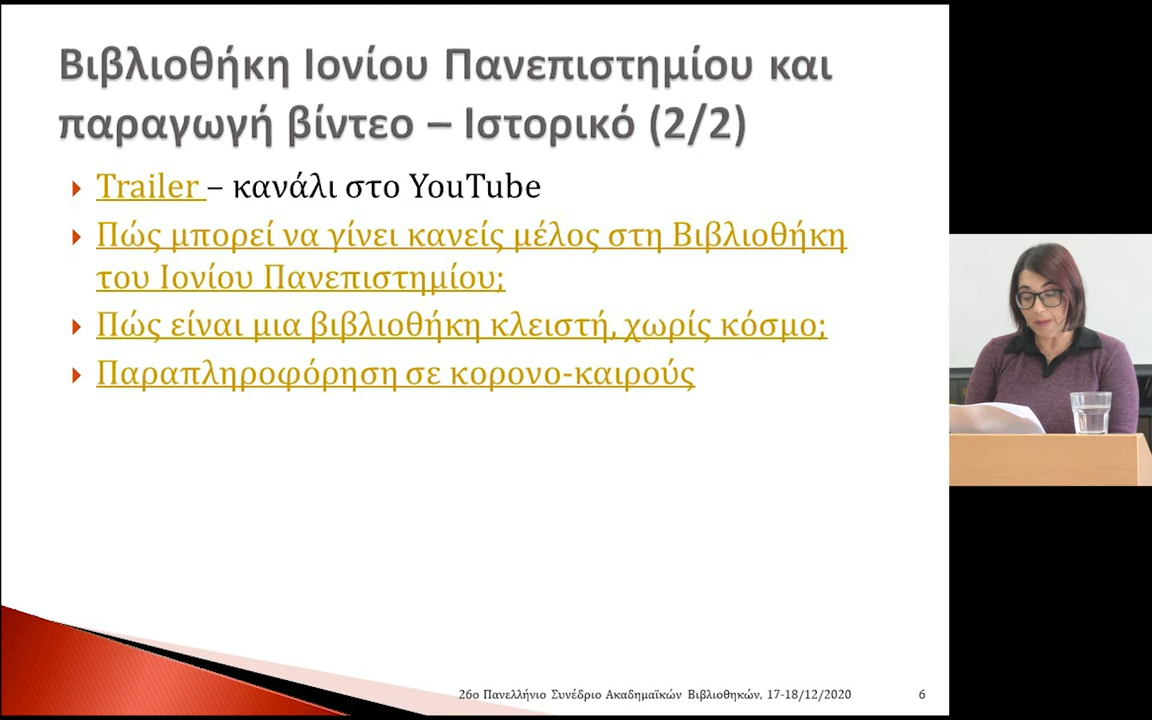 Βιβλιοθήκη Ιονίου Πανεπιστημίου και
παραγωγή βίντεο – Ιστορικό (2/2)
Trailer – κανάλι στο YouTube
Πώς μπορεί να γίνει κανείς μέλος στη Βιβλιοθήκη
του Ιονίου Πανεπιστημίου;
Πώς είναι μια βιβλιοθήκη κλειστή, χωρίς κόσμο;
Παραπληροφόρηση σε κορονο-καιρούς
26ο Πανελλήνιο Συνέδριο Ακαδημαϊκών Βιβλιοθηκών, 17-18/12/2020
6